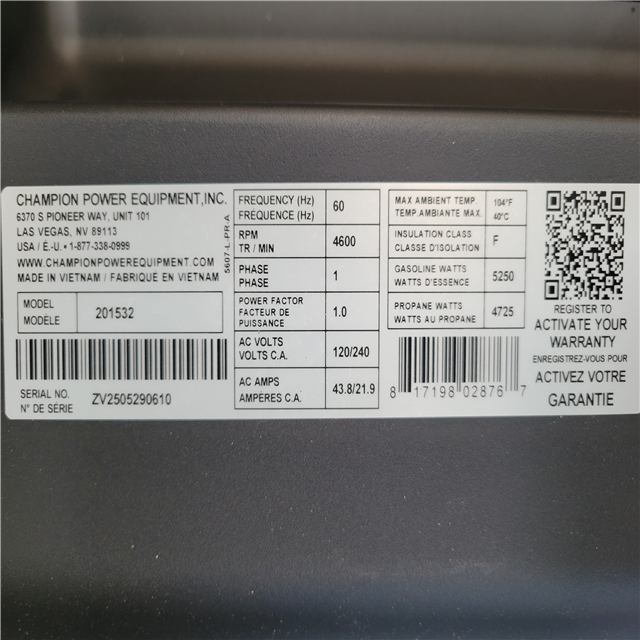 CHAMPION POWER EQUIPMENT,INC.
6370 S PIONEER WAY, UNIT 101
LAS VEGAS, NV 89113
USA / É.-U. • 1-877-338-0999
WWW.CHAMPIONPOWEREQUIPMENT.COM
MADE IN VIETNAM / FABRIQUÉ EN VIETNAM
5607-L-PR-A
MODEL
MODÈLE
201532
SERIAL NO.
N° DE SÉRIE
ZV2505290610
FREQUENCY (Hz)
FRÉQUENCE (Hz)
60
RPM
TR / MIN
4600
PHASE
PHASE
1
POWER FACTOR
FACTEUR DE
PUISSANCE
1.0
AC VOLTS
VOLTS C.A.
120/240
AC AMPS
AMPÈRES C.A.
43.8/21.9
MAX AMBIENT TEMP.
TEMP.AMBIANTE MAX.
104°F
40°C
INSULATION CLASS
CLASSE D'ISOLATION
F
GASOLINE WATTS
WATTS D'ESSENCE
5250
PROPANE WATTS
WATTS AU PROPANE
4725
8 17198 02876 7
REGISTER TO
ACTIVATE YOUR
WARRANTY
ENREGISTREZ-VOUS POUR
ACTIVEZ VOTRE
GARANTIE